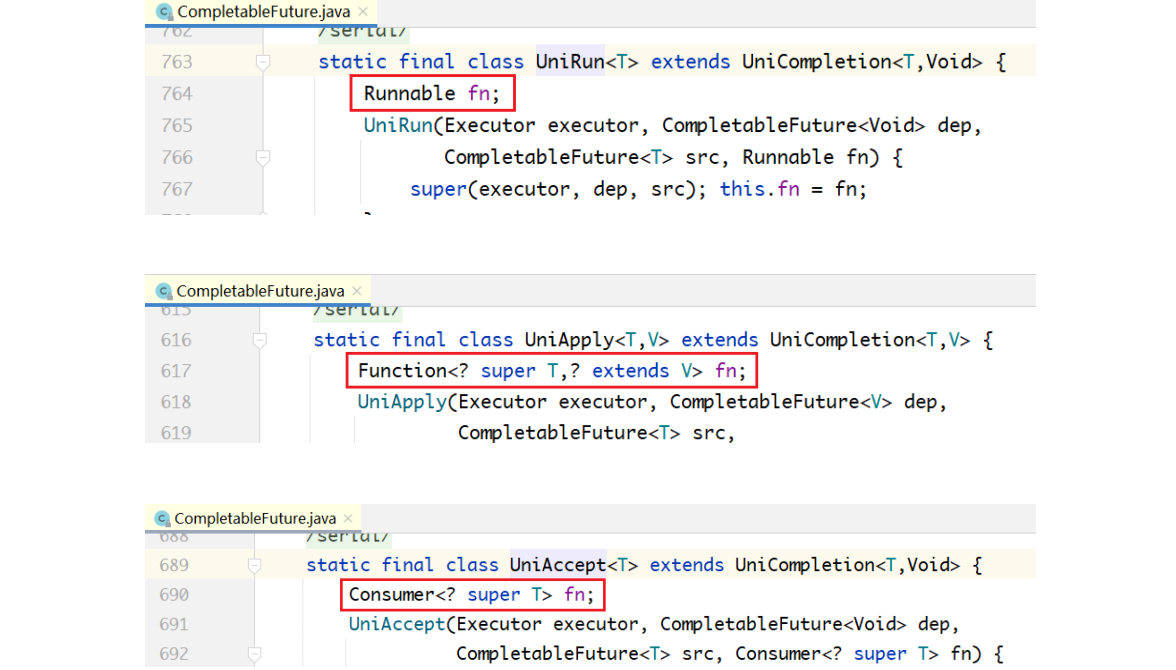 CompletableFuture.java ×
762 /serial/
763 static final class UniRun<T> extends UniCompletion<T,Void> {
764 Runnable fn;
765 UniRun(Executor executor, CompletableFuture<Void> dep,
766 CompletableFuture<T> src, Runnable fn) {
767 super(executor, dep, src); this.fn = fn;
CompletableFuture.java ×
615 /serial/
616 static final class UniApply<T,V> extends UniCompletion<T,V> {
617 Function<? super T,? extends V> fn;
618 UniApply(Executor executor, CompletableFuture<V> dep,
619 CompletableFuture<T> src,
CompletableFuture.java ×
688 /serial/
689 static final class UniAccept<T> extends UniCompletion<T,Void> {
690 Consumer<? super T> fn;
691 UniAccept(Executor executor, CompletableFuture<Void> dep,
692 CompletableFuture<T> src, Consumer<? super T> fn) {